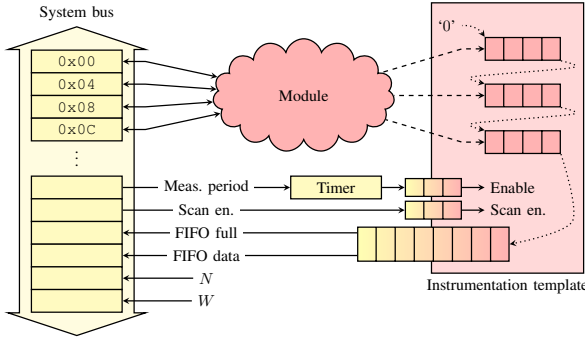 System bus
'0'
0x00
0x04
0x08
0x0C
Module
⋮
Meas. period
Timer
Enable
Scan en.
Scan en.
FIFO full
FIFO data
N
W
Instrumentation template